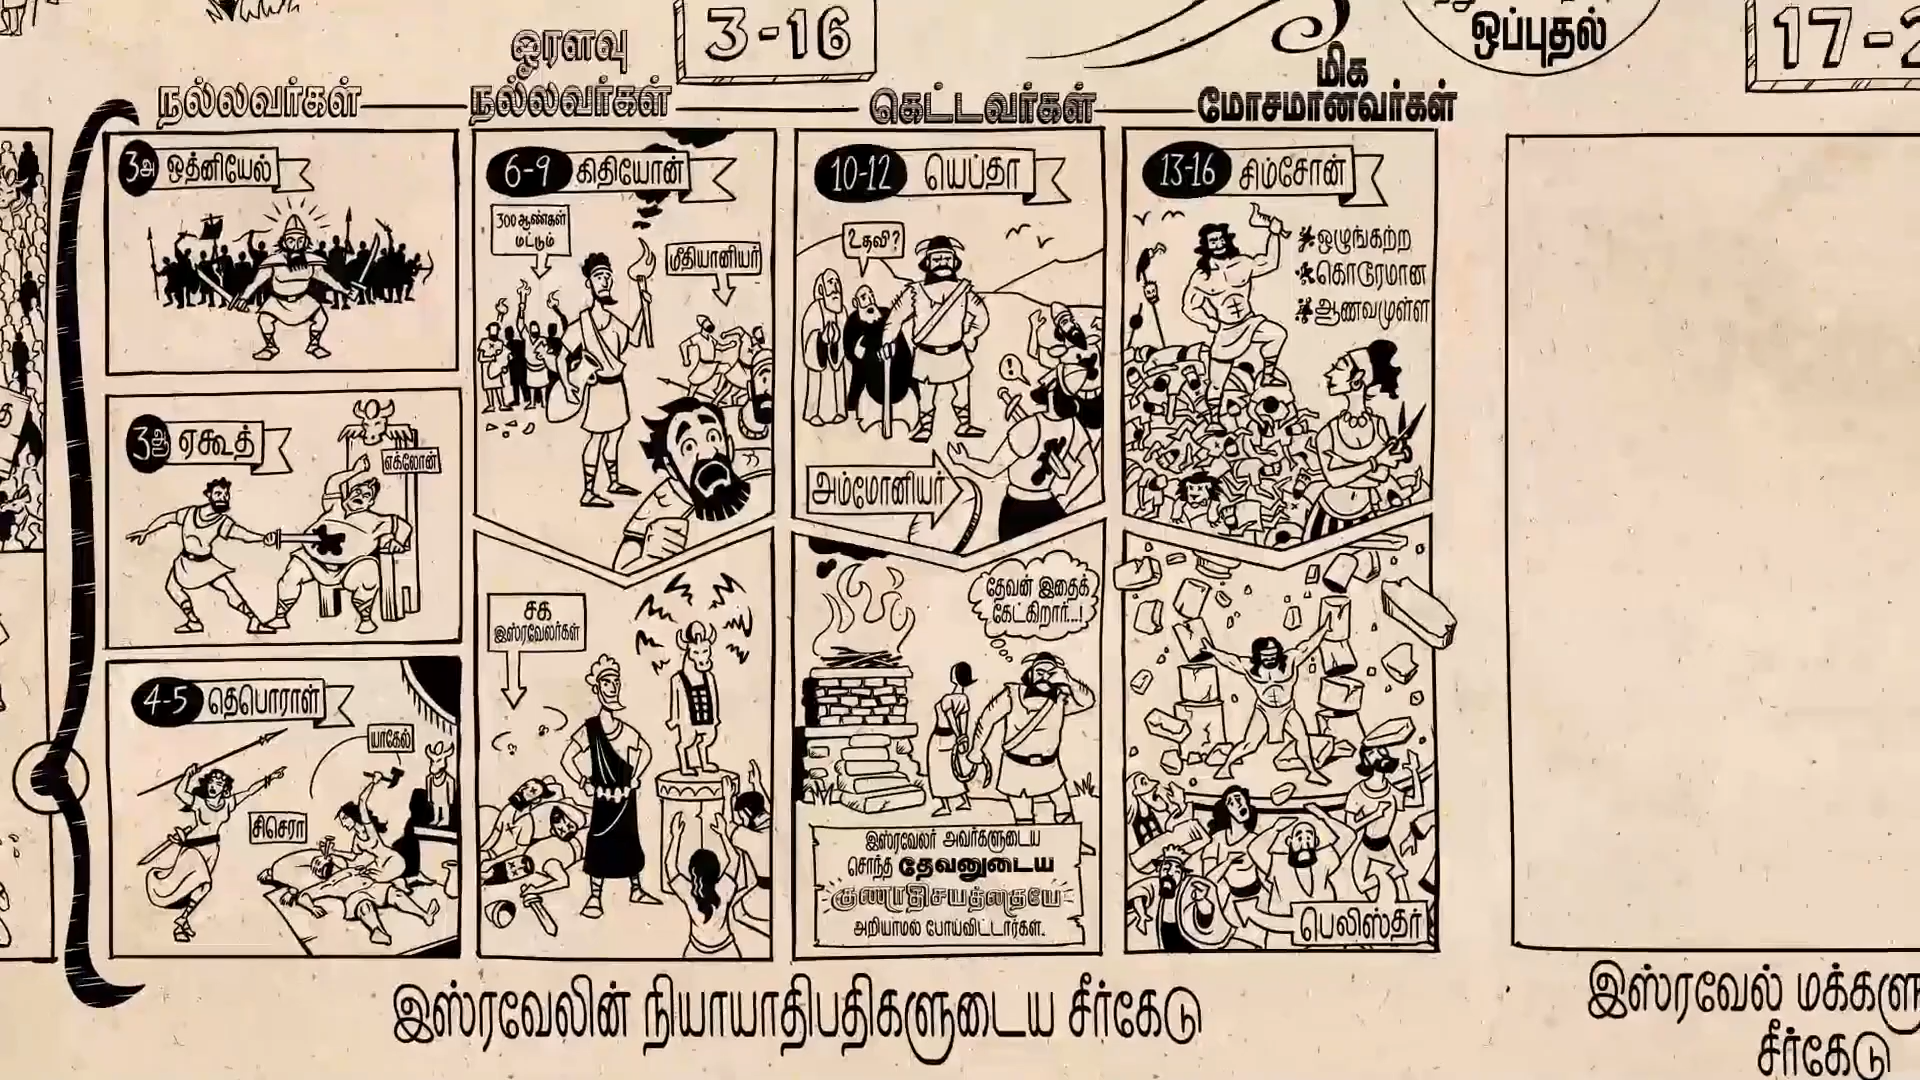 3-16
ஒப்புதல்
17-2
நல்லவர்கள்
ஓரளவு
நல்லவர்கள்
கெட்டவர்கள்
மிக
மோசமானவர்கள்
3அ ஒத்னியேல்
3ஆ ஏகூத்
எக்லோன்
4-5 தெபொராள்
யாகேல்
சிசெரா
6-9 கிதியோன்
300 ஆண்கள்
மட்டும்
மீதியானியர்
சக
இஸ்ரவேலர்கள்
10-12 யெப்தா
உதவி?
!
அம்மோனியர்
தேவன் இதைக்
கேட்கிறார்..!
இஸ்ரவேலர் அவர்களுடைய
சொந்த தேவனுடைய
குணாதிசயத்தையே
அறியாமல் போய்விட்டார்கள்.
13-16 சிம்சோன்
ஒழுங்கற்ற
கொடூரமான
ஆணவமுள்ள
பெலிஸ்தர்
இஸ்ரவேலின் நியாயாதிபதிகளுடைய சீர்கேடு
இஸ்ரவேல் மக்களு
சீர்கேடு